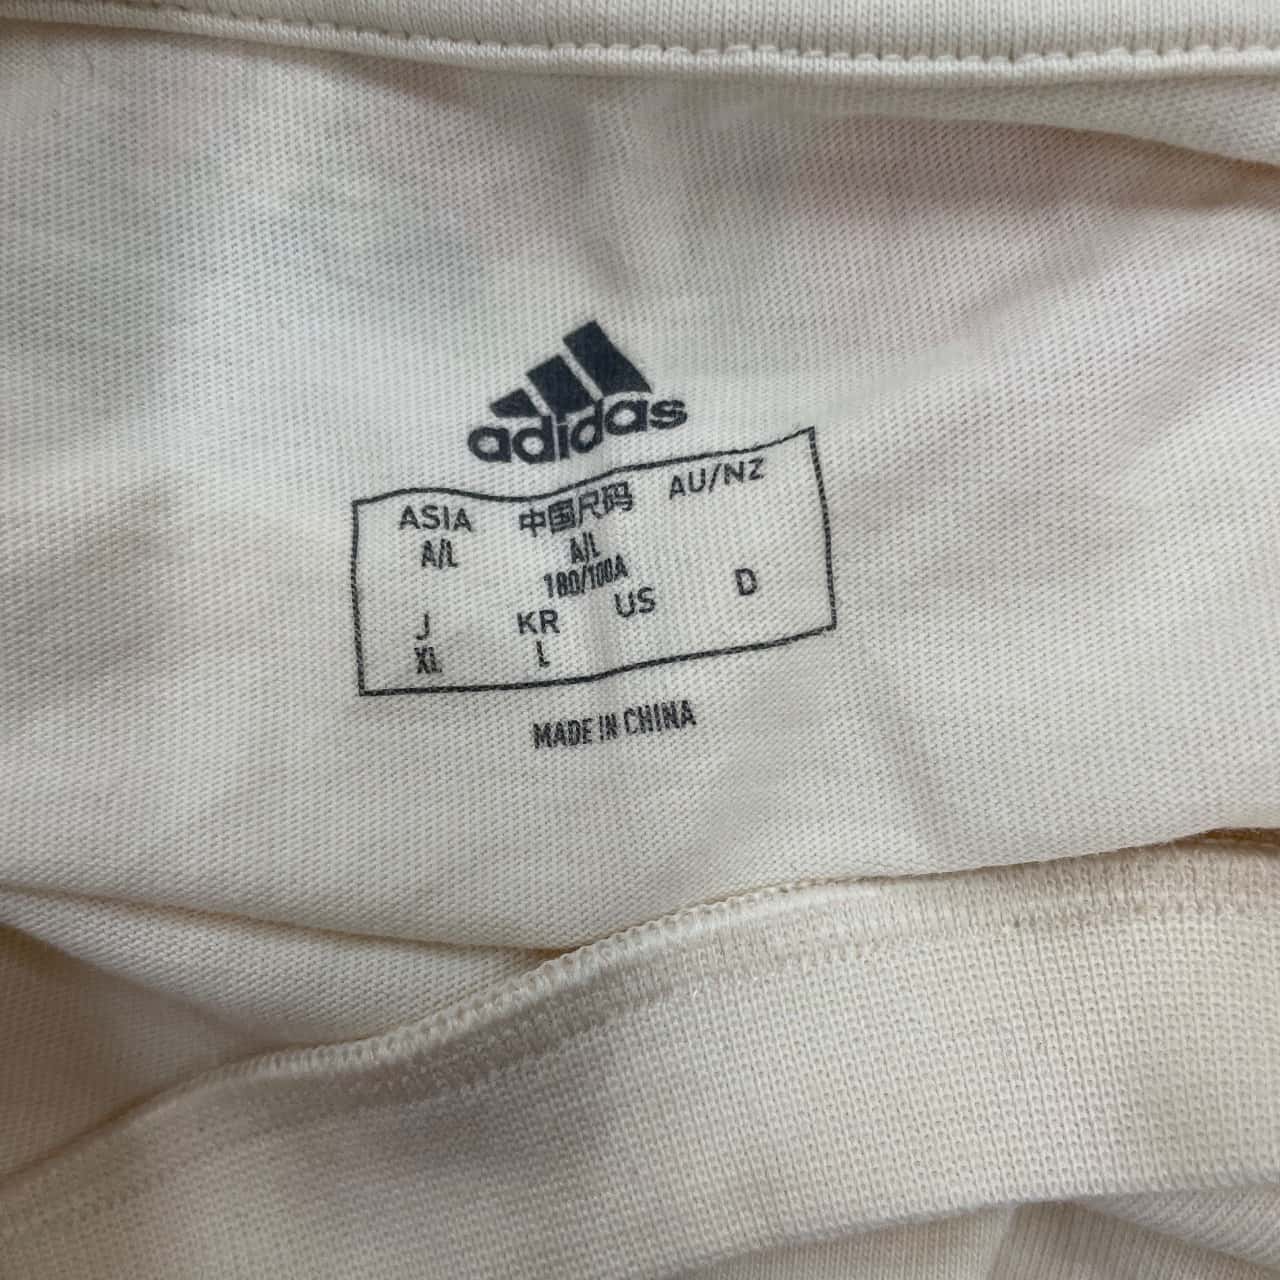 adidas
ASIA 中国尺码 AU/NZ
A/L A/L
180/100A
J KR US D
XL L
MADE IN CHINA